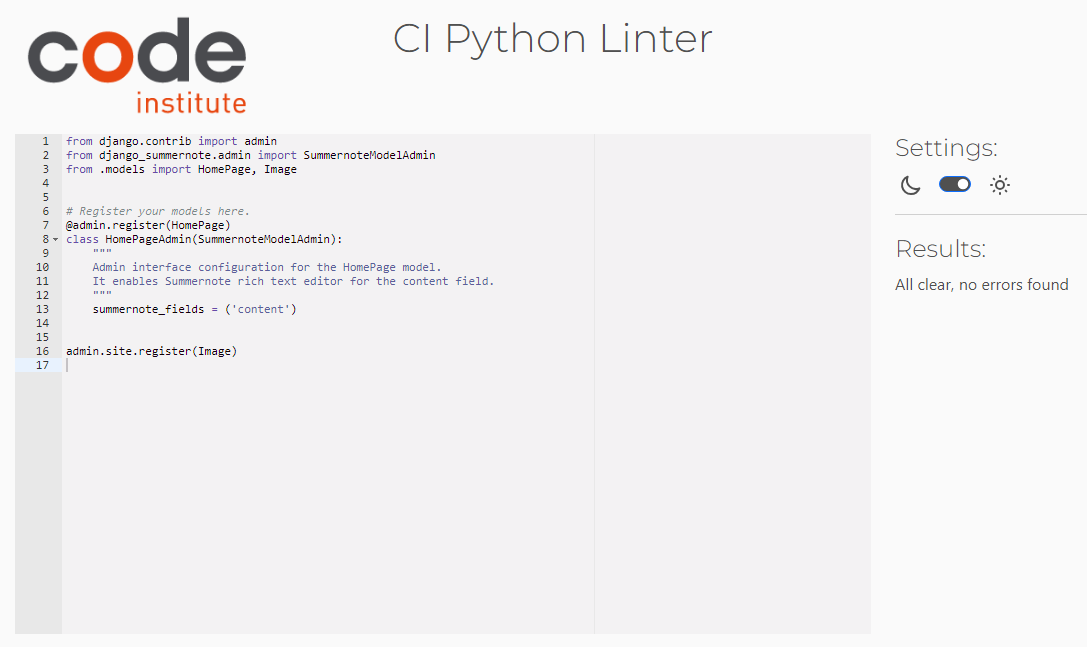 code
institute
CI Python Linter
1 from django.contrib import admin
2 from django_summernote.admin import SummernoteModelAdmin
3 from .models import HomePage, Image
4
5
6 # Register your models here.
7 @admin.register(HomePage)
8 class HomePageAdmin(SummernoteModelAdmin):
9     """
10     Admin interface configuration for the HomePage model.
11     It enables Summernote rich text editor for the content field.
12     """
13     summernote_fields = ('content')
14
15
16 admin.site.register(Image)
17
Settings:
Results:
All clear, no errors found